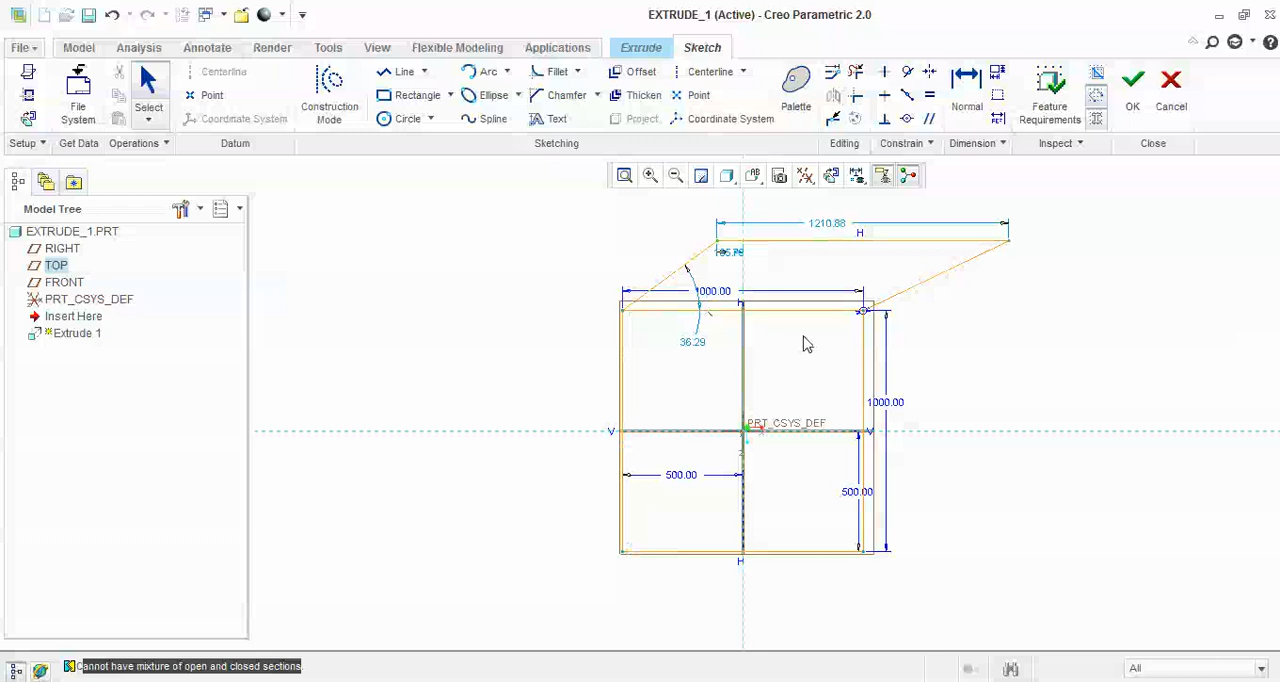 EXTRUDE_1 (Active) - Creo Parametric 2.0
File Model Analysis Annotate Render Tools View Flexible Modeling Applications Extrude Sketch
File System
Select
Centerline
Point
Coordinate System
Construction Mode
Line
Arc
Fillet
Offset
Centerline
Rectangle
Ellipse
Chamfer
Thicken
Point
Circle
Spline
Text
Project
Coordinate System
Palette
Normal
Feature Requirements
OK
Cancel
Setup Get Data Operations Datum Sketching Editing Constrain Dimension Inspect Close
Model Tree
EXTRUDE_1.PRT
RIGHT
TOP
FRONT
PRT_CSYS_DEF
Insert Here
Extrude 1
1210.88
H
1000.00
H
36.29
1000.00
PRT_CSYS_DEF
V
V
500.00
500.00
H
Cannot have mixture of open and closed sections.
All